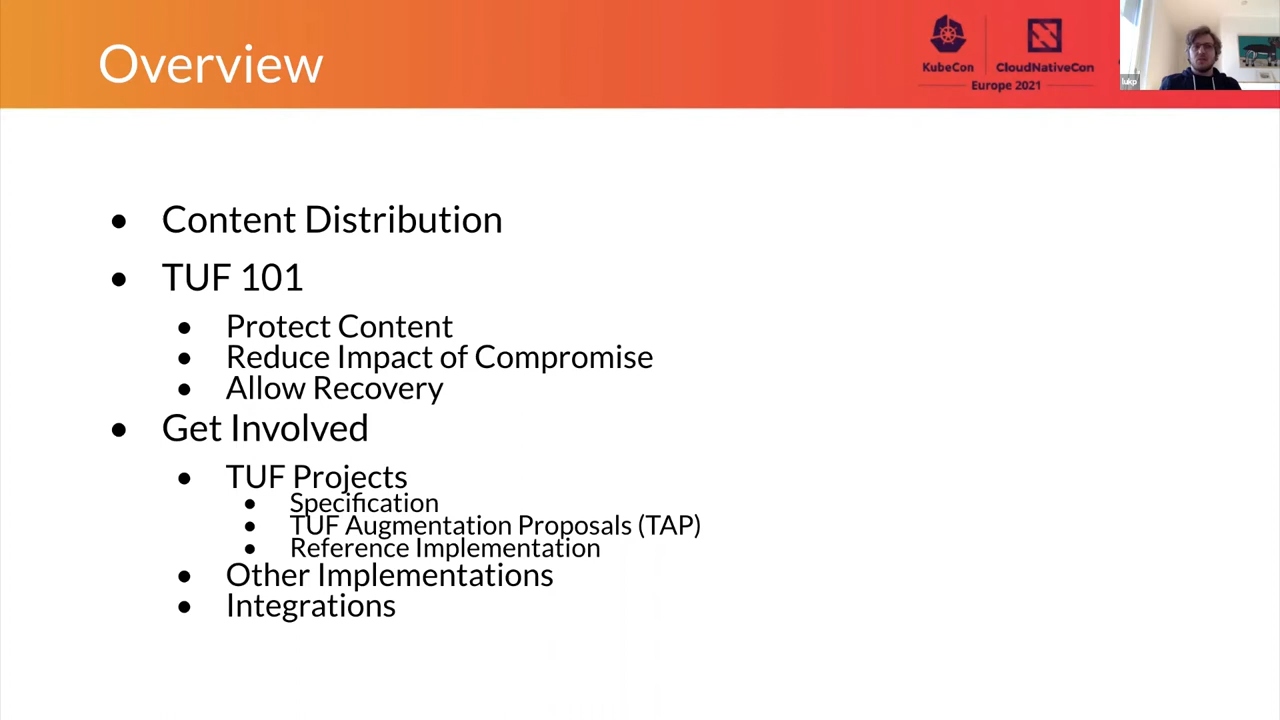 Overview
KubeCon
CloudNativeCon
Europe 2021
lukp
Content Distribution
TUF 101
Protect Content
Reduce Impact of Compromise
Allow Recovery
Get Involved
TUF Projects
Specification
TUF Augmentation Proposals (TAP)
Reference Implementation
Other Implementations
Integrations